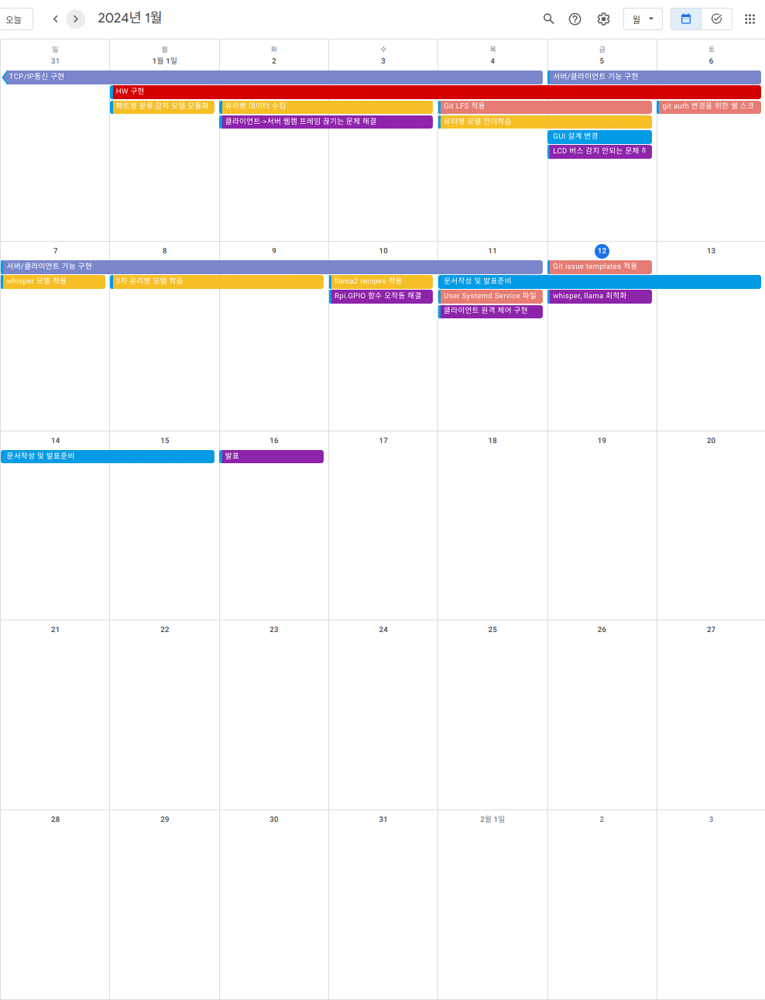 오늘
2024년 1월
월
일 월 화 수 목 금 토
31 1월 1일 2 3 4 5 6
TCP/IP통신 구현
서버/클라이언트 기능 구현
HW 구현
페트병 분류,감지 모델 모듈화
유리병 데이터 수집
Git LFS 적용
git auth 변경을 위한 쉘 스크
클라이언트->서버 웹캠 프레임 끊기는 문제 해결
유리병 모델 전이학습
GUI 설계 변경
LCD 버스 감지 안되는 문제
7 8 9 10 11 12 13
서버/클라이언트 기능 구현
Git issue templates 적용
whisper 모델 적용
3차 유리병 모델 학습
llama2 recipes 적용
문서작성 및 발표준비
Rpi.GPIO 함수 오작동 해결
User Systemd Service 파일
whisper, llama 최적화
클라이언트 원격 제어 구현
14 15 16 17 18 19 20
문서작성 및 발표준비
발표
21 22 23 24 25 26 27
28 29 30 31 2월 1일 2 3